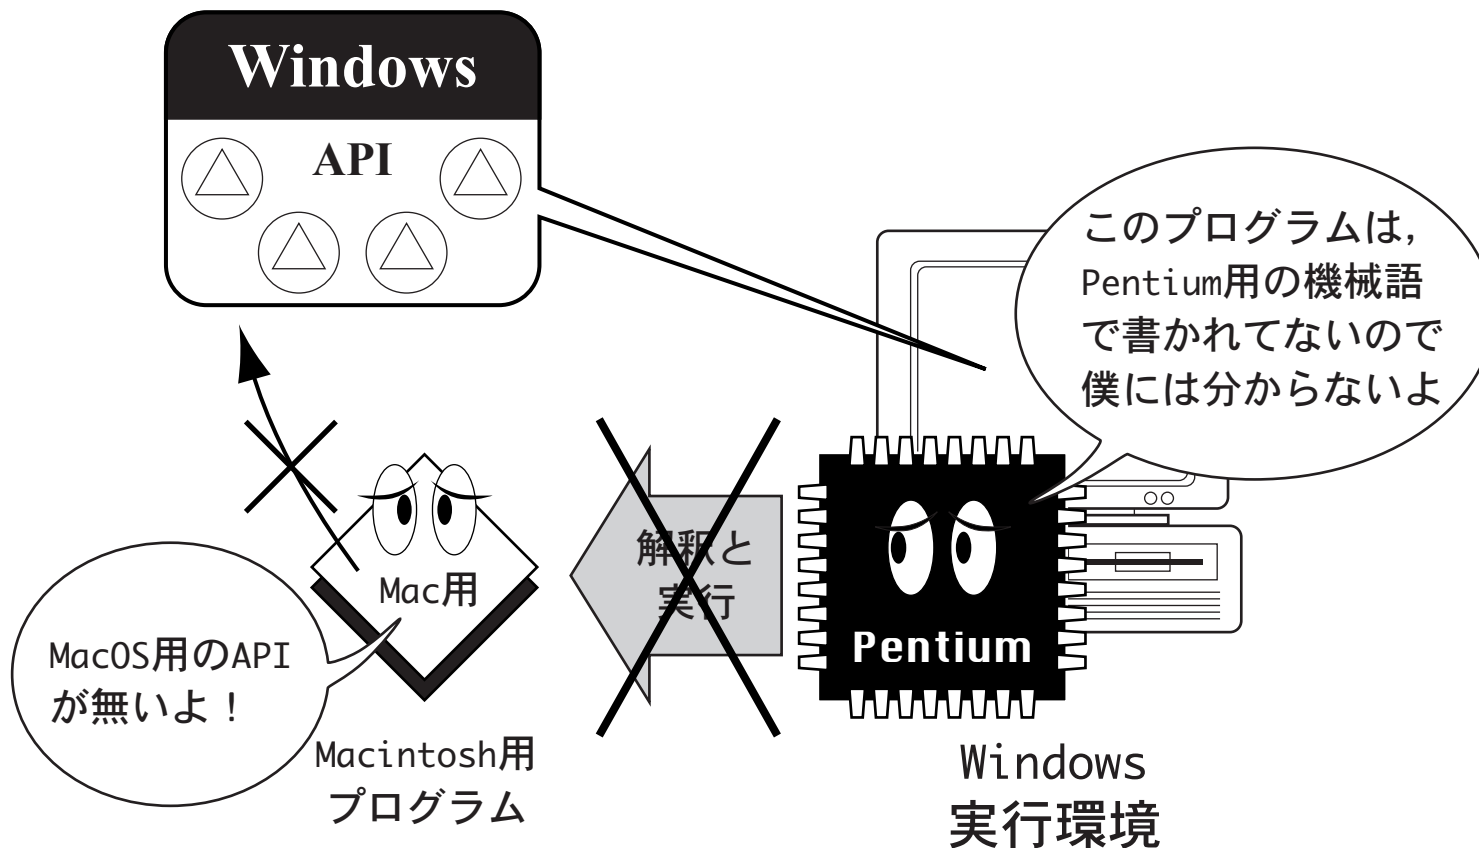 Windows
API
このプログラムは,
Pentium用の機械語
で書かれてないので
僕には分からないよ
解釈と
実行
Mac用
Pentium
MacOS用のAPI
が無いよ！
Macintosh用
プログラム
Windows
実行環境